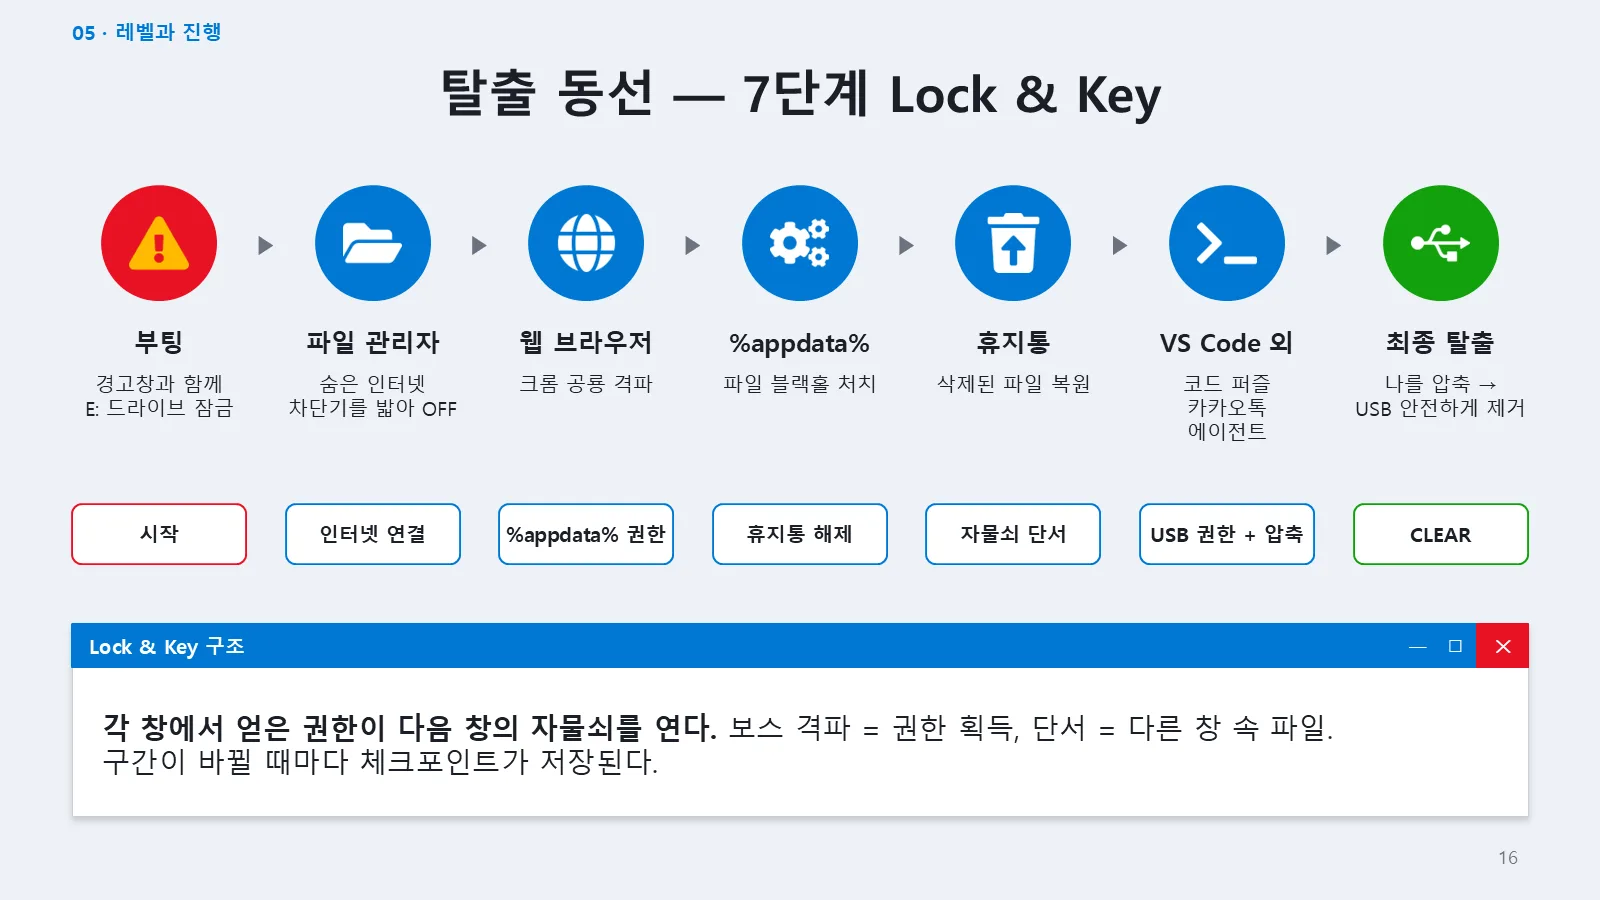 05 · 레벨과 진행
탈출 동선 — 7단계 Lock & Key
부팅
경고창과 함께
E: 드라이브 잠금
파일 관리자
숨은 인터넷
차단기를 밟아 OFF
웹 브라우저
크롬 공룡 격파
%appdata%
파일 블랙홀 처치
휴지통
삭제된 파일 복원
VS Code 외
코드 퍼즐
카카오톡
에이전트
최종 탈출
나를 압축 →
USB 안전하게 제거
시작
인터넷 연결
%appdata% 권한
휴지통 해제
자물쇠 단서
USB 권한 + 압축
CLEAR
Lock & Key 구조
각 창에서 얻은 권한이 다음 창의 자물쇠를 연다. 보스 격파 = 권한 획득, 단서 = 다른 창 속 파일.
구간이 바뀔 때마다 체크포인트가 저장된다.
16